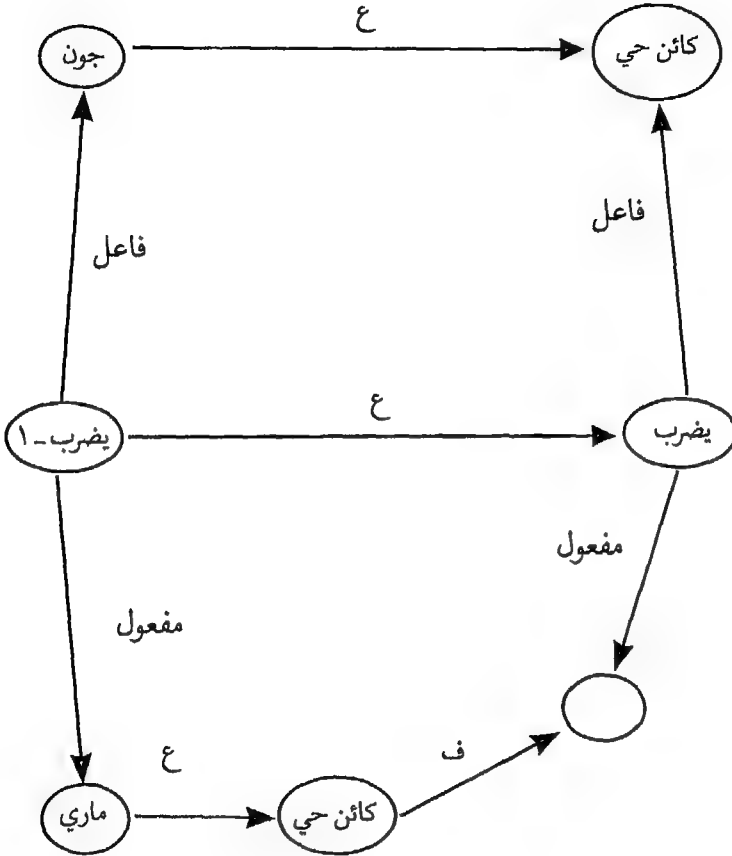 ع
كائن حي
جون
فاعل
فاعل
ع
يضرب
يضرب-١
مفعول
مفعول
ف
ع
كائن حي
ماري